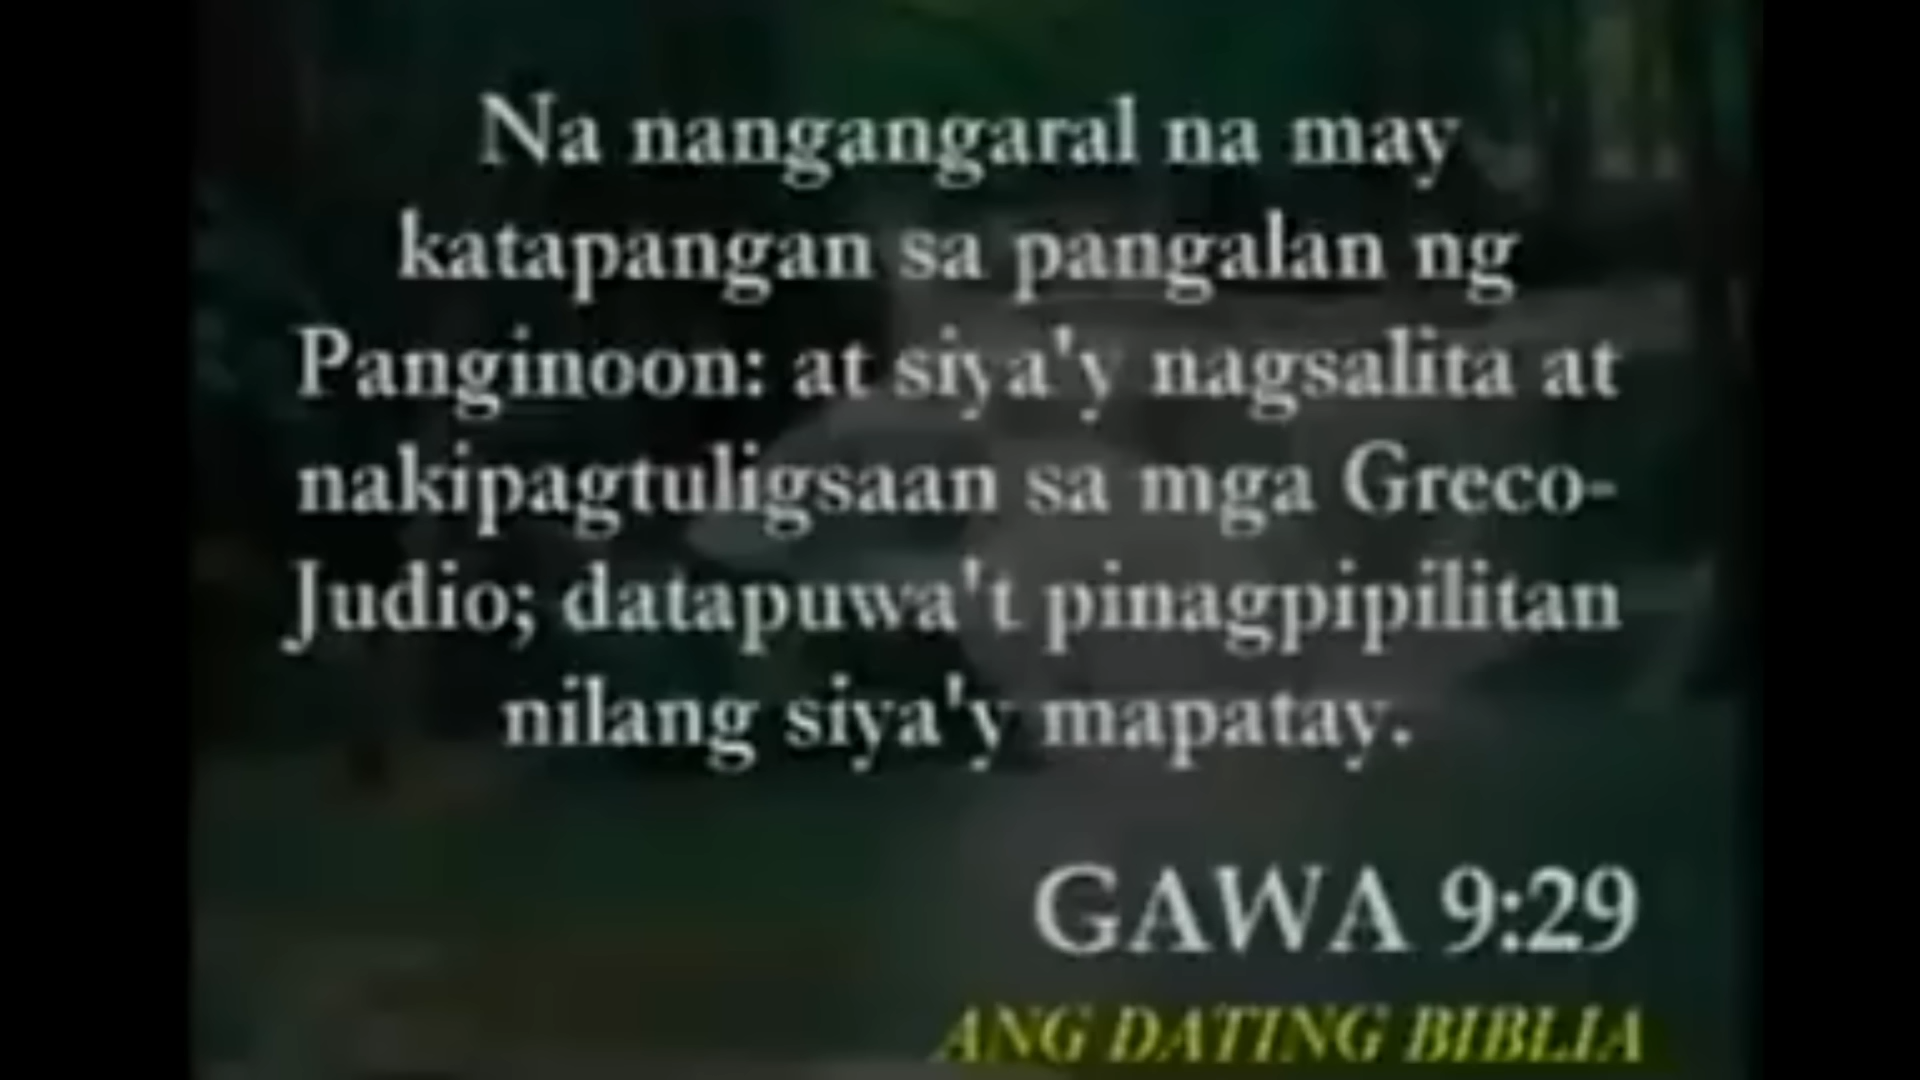 Na nangangaral na may
katapangan sa pangalan ng
Panginoon: at siya'y nagsalita at
nakipagtuligsaan sa mga Greco-
Judio; datapuwa't pinagpipilitan
nilang siya'y mapatay.
GAWA 9:29
ANG DATING BIBLIA